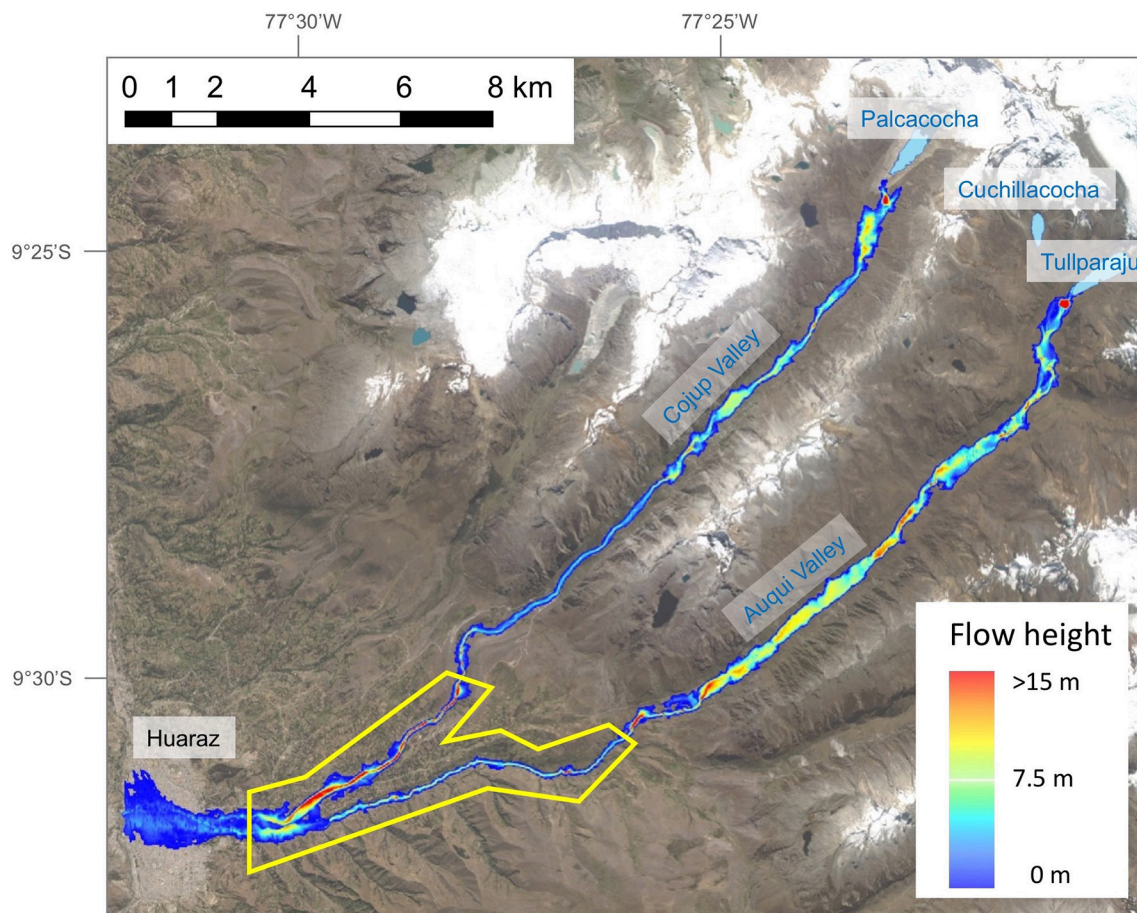 77°30'W
77°25'W
0 1 2 4 6 8 km
Palcacocha
Cuchillacocha
9°25'S
Tullparaju
Cojup Valley
Auqui Valley
Flow height
9°30'S
>15 m
Huaraz
7.5 m
0 m